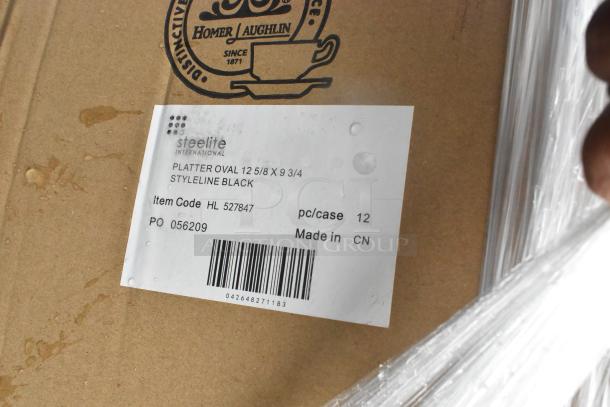 DISTINCTIVE
CE
HOMER LAUGHLIN
SINCE
1871
steelite
INTERNATIONAL
PLATTER OVAL 12 5/8 X 9 3/4
STYLELINE BLACK
Item Code HL 527847
pc/case 12
PO 056209
Made in CN
PCI
AUCTION GROUP
042648271183